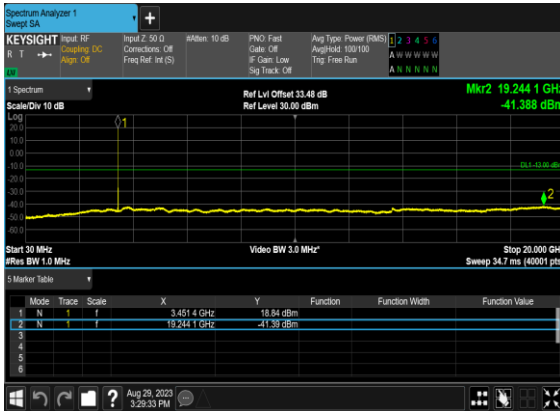 Spectrum Analyzer 1
Swept SA
KEYSIGHT
R T
Input: RF
Coupling: DC
Align: Off
Input Z: 50 Ω
Corrections: Off
Freq Ref: Int (S)
#Atten: 10 dB
PNO: Fast
Gate: Off
IF Gain: Low
Sig Track: Off
Avg Type: Power (RMS)
Avg|Hold: 100/100
Trig: Free Run
1 2 3 4 5 6
A W W W W W
A N N N N N
1 Spectrum
Scale/Div 10 dB
Ref Lvl Offset 33.48 dB
Ref Level 30.00 dBm
Mkr2 19.244 1 GHz
-41.388 dBm
Log
20.0
10.0
0.00
-10.0
-20.0
-30.0
-40.0
-50.0
-60.0
1
DL1 -13.00 dBm
2
Start 30 MHz
#Res BW 1.0 MHz
Video BW 3.0 MHz*
Stop 20.000 GHz
Sweep 34.7 ms (40001 pts)
5 Marker Table
Mode Trace Scale X Y Function Function Width Function Value
1 N 1 f 3.451 4 GHz 18.84 dBm
2 N 1 f 19.244 1 GHz -41.39 dBm
3
4
5
6
?
Aug 29, 2023
3:29:33 PM